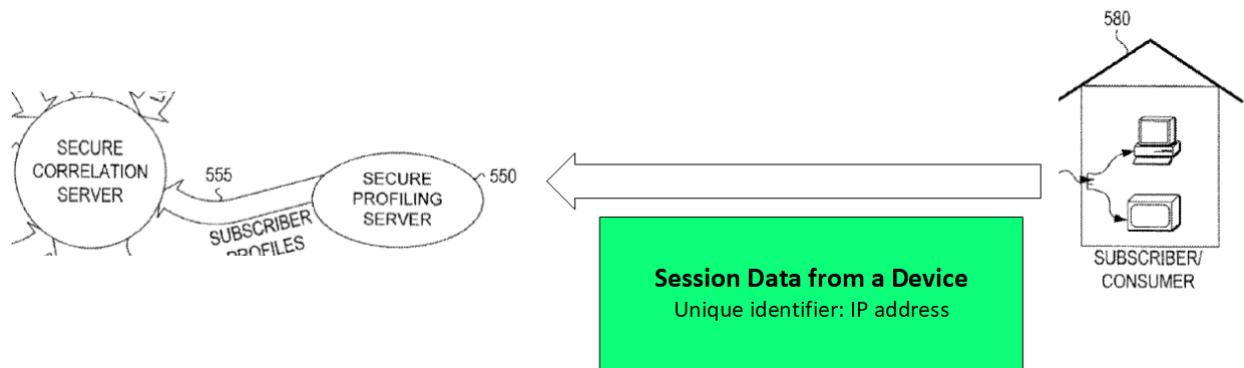 580
SECURE
CORRELATION
SERVER
555
SECURE
PROFILING
SERVER
550
SUBSCRIBER
PROFILES
Session Data from a Device
Unique identifier: IP address
SUBSCRIBER/
CONSUMER